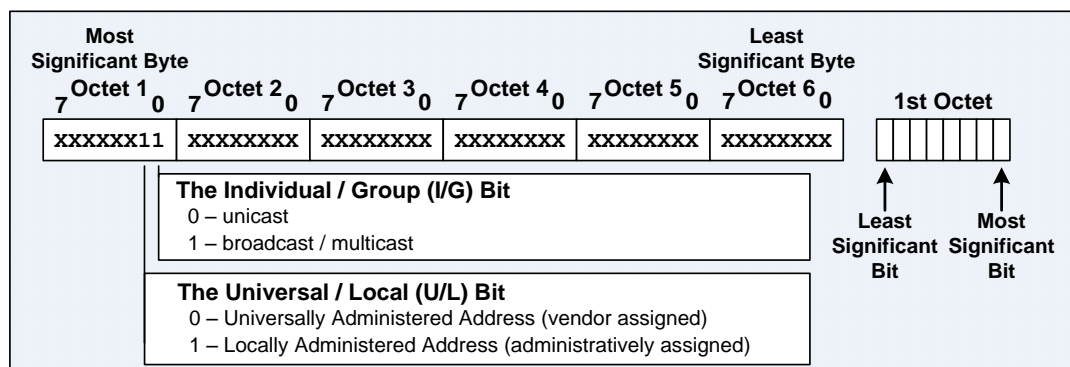 Most
Significant Byte
Least
Significant Byte
7 Octet 1 0 7 Octet 2 0 7 Octet 3 0 7 Octet 4 0 7 Octet 5 0 7 Octet 6 0
1st Octet
xxxxxx11 xxxxxxxx xxxxxxxx xxxxxxxx xxxxxxxx xxxxxxxx
The Individual / Group (I/G) Bit
0 – unicast
1 – broadcast / multicast
Least
Significant
Bit
Most
Significant
Bit
The Universal / Local (U/L) Bit
0 – Universally Administered Address (vendor assigned)
1 – Locally Administered Address (administratively assigned)